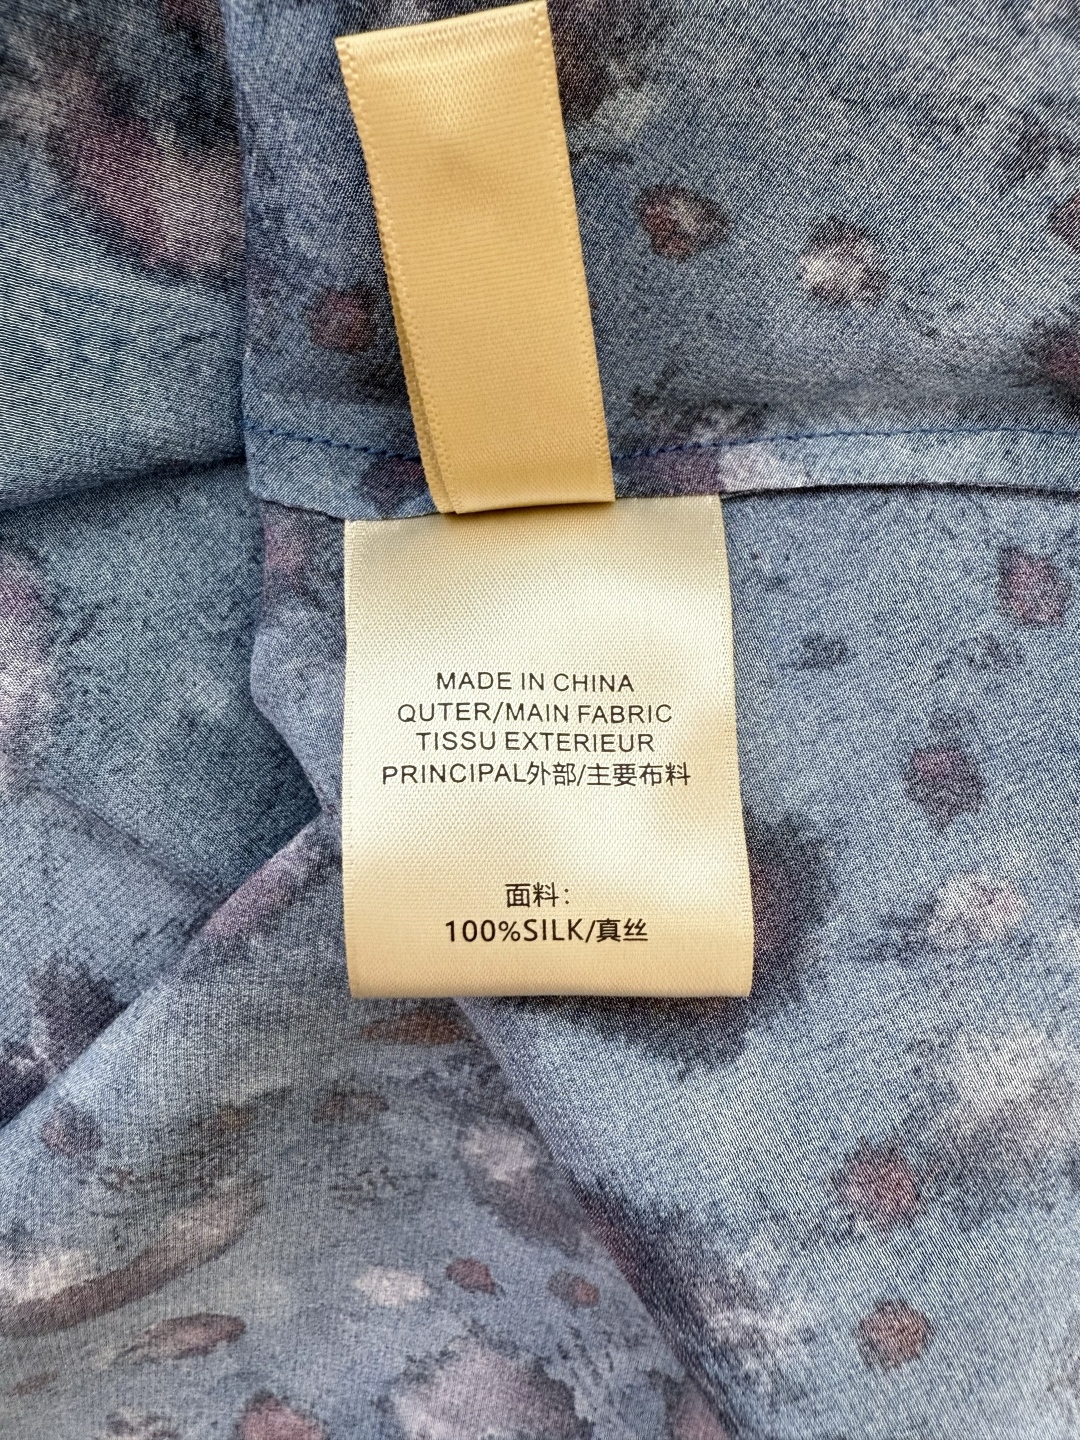 MADE IN CHINA
QUTER/MAIN FABRIC
TISSU EXTERIEUR
PRINCIPAL外部/主要布料
面料：
100%SILK/真丝